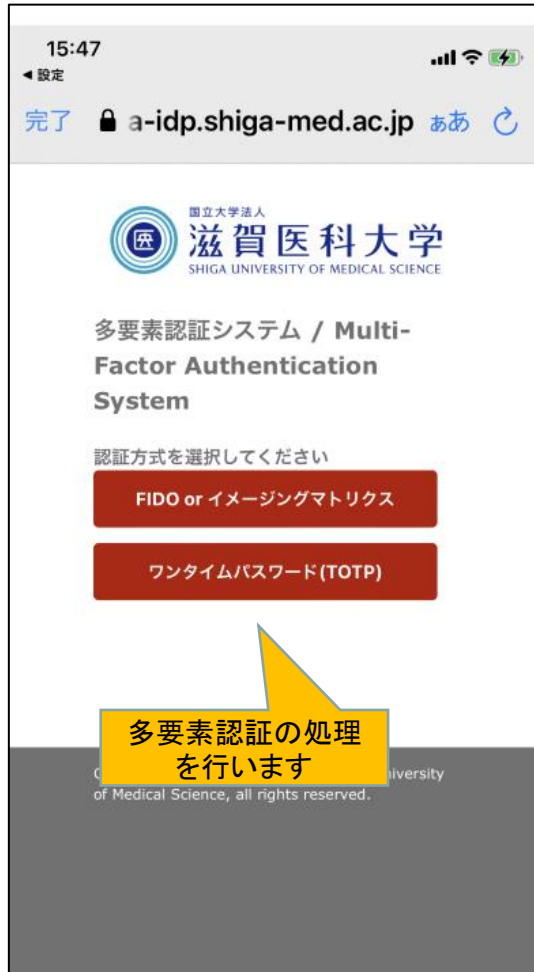 15:47
◀設定
完了 a-idp.shiga-med.ac.jp ぁあ
国立大学法人
医 滋賀医科大学
SHIGA UNIVERSITY OF MEDICAL SCIENCE
多要素認証システム / Multi-
Factor Authentication
System
認証方式を選択してください
FIDO or イメージングマトリクス
ワンタイムパスワード(TOTP)
多要素認証の処理
を行います
iversity
of Medical Science, all rights reserved.